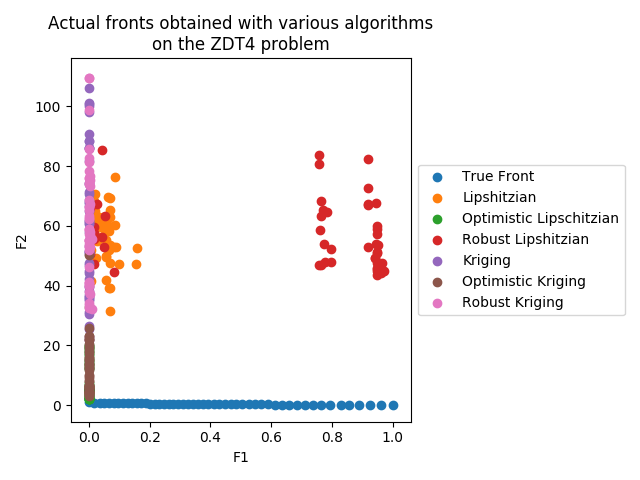 Actual fronts obtained with various algorithms
on the ZDT4 problem
F2
100
80
60
40
20
0
0.0 0.2 0.4 0.6 0.8 1.0
F1
True Front
Lipshitzian
Optimistic Lipschitzian
Robust Lipshitzian
Kriging
Optimistic Kriging
Robust Kriging